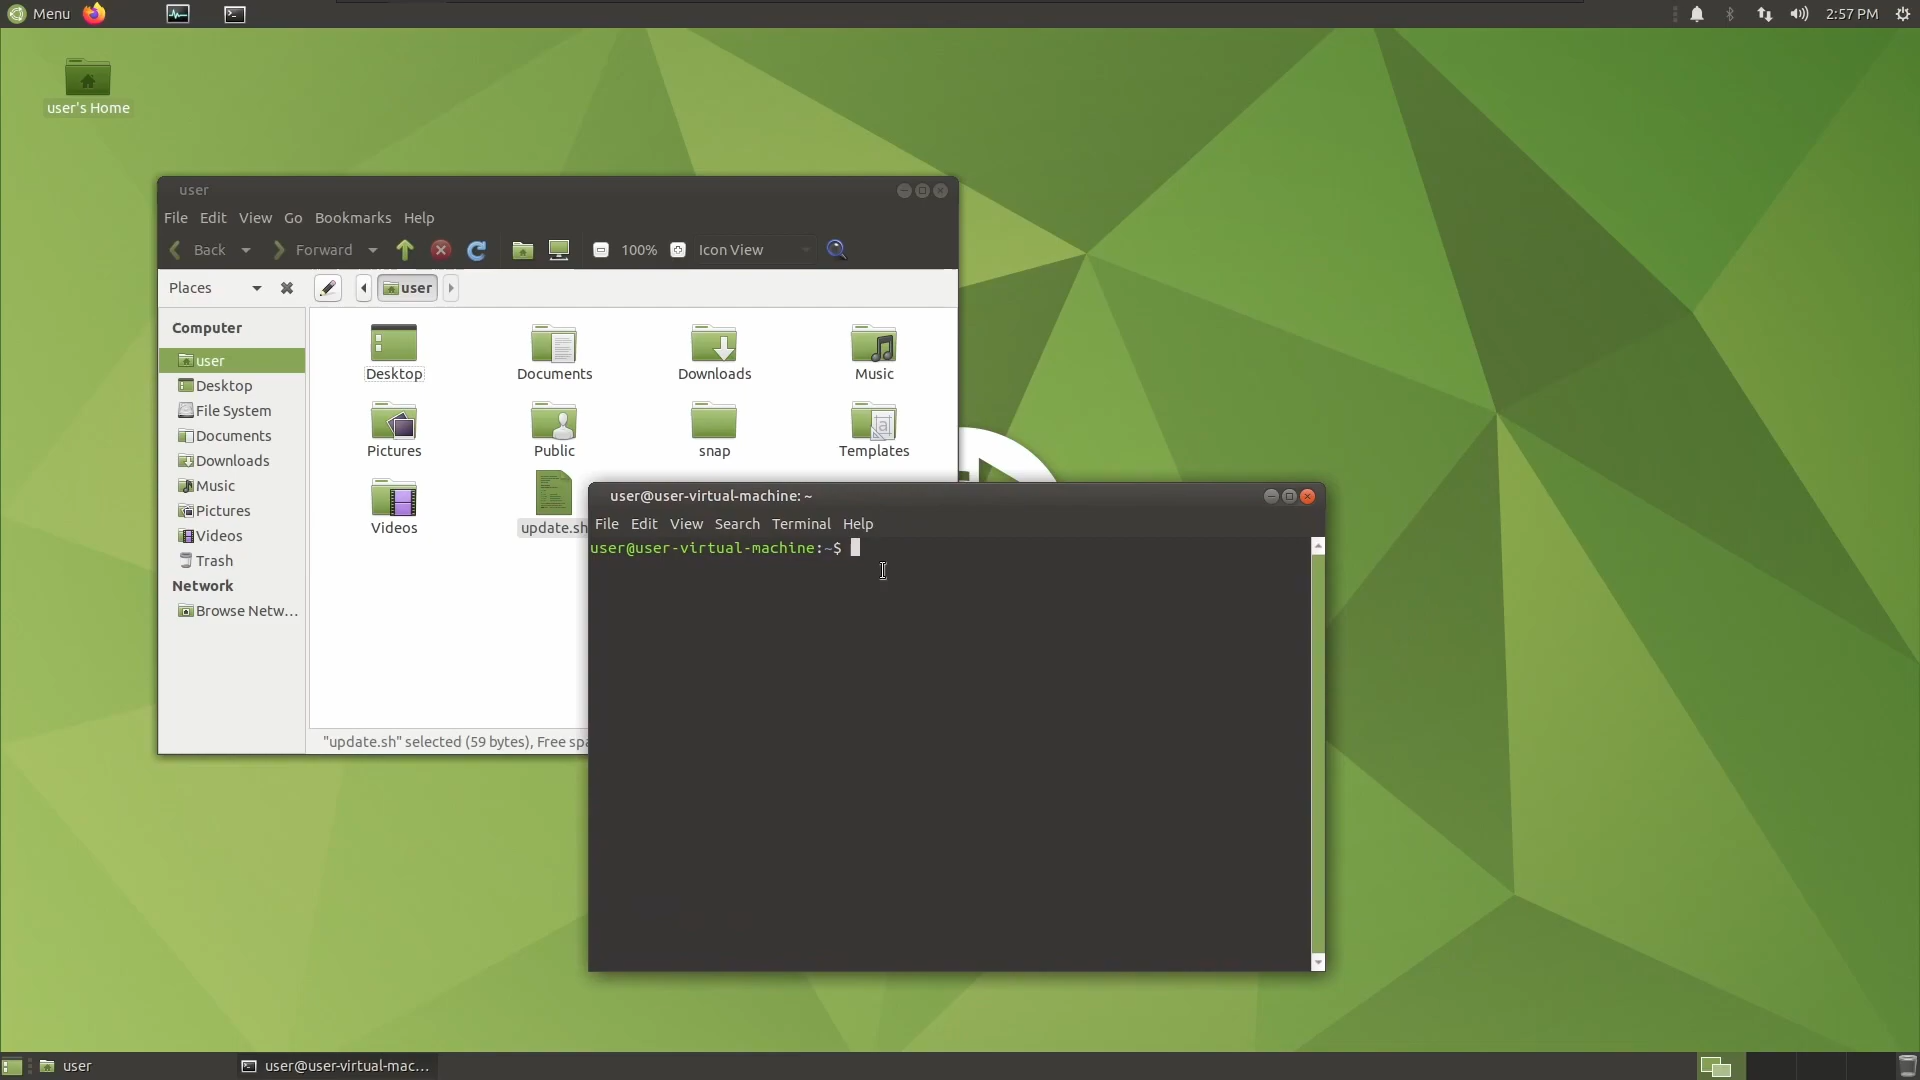 Menu
2:57 PM
user's Home
user
File Edit View Go Bookmarks Help
Back Forward 100% Icon View
Places user
Computer
user
Desktop
File System
Documents
Downloads
Music
Pictures
Videos
Trash
Network
Browse Netw...
Desktop Documents Downloads Music
Pictures Public snap Templates
Videos update.sh
"update.sh" selected (59 bytes), Free spa
user@user-virtual-machine: ~
File Edit View Search Terminal Help
user@user-virtual-machine:~$
user
user@user-virtual-mac...